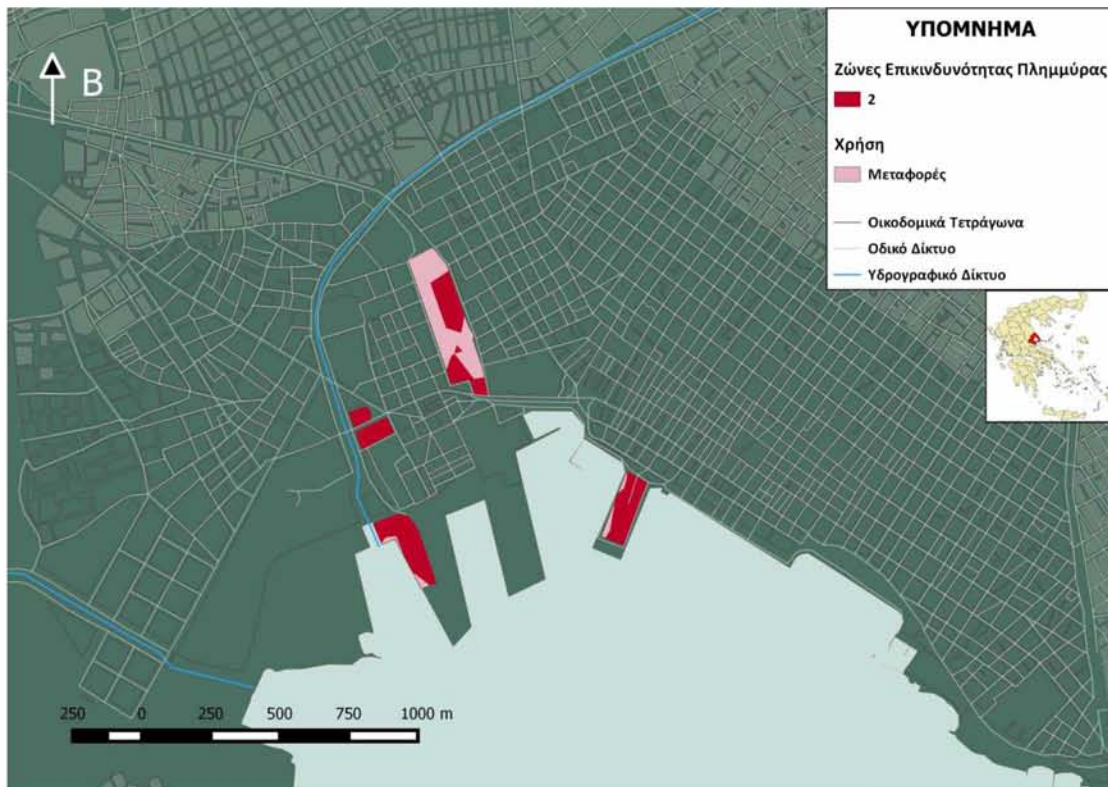 ΥΠΟΜΝΗΜΑ
Ζώνες Επικινδυνότητας Πλημμύρας
2
Χρήση
Μεταφορές
Οικοδομικά Τετράγωνα
Οδικό Δίκτυο
Υδρογραφικό Δίκτυο
Β
250 0 250 500 750 1000 m